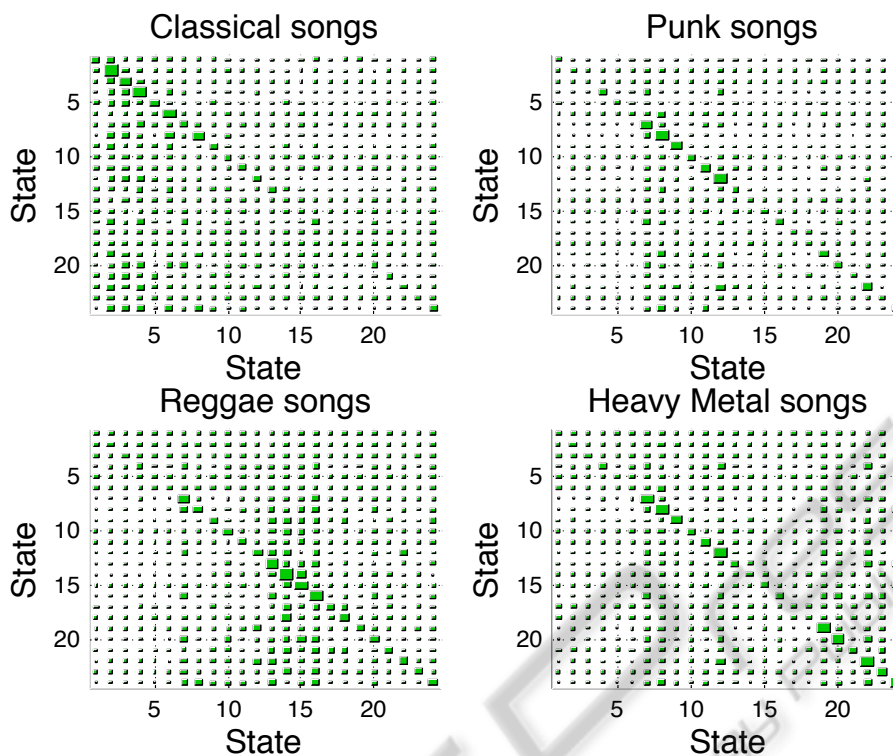 Classical songs Punk songs
State 5 10 15 20 State 5 10 15 20
5 10 15 20 5 10 15 20
State State
Reggae songs Heavy Metal songs
State 5 10 15 20 State 5 10 15 20
5 10 15 20 5 10 15 20
State State